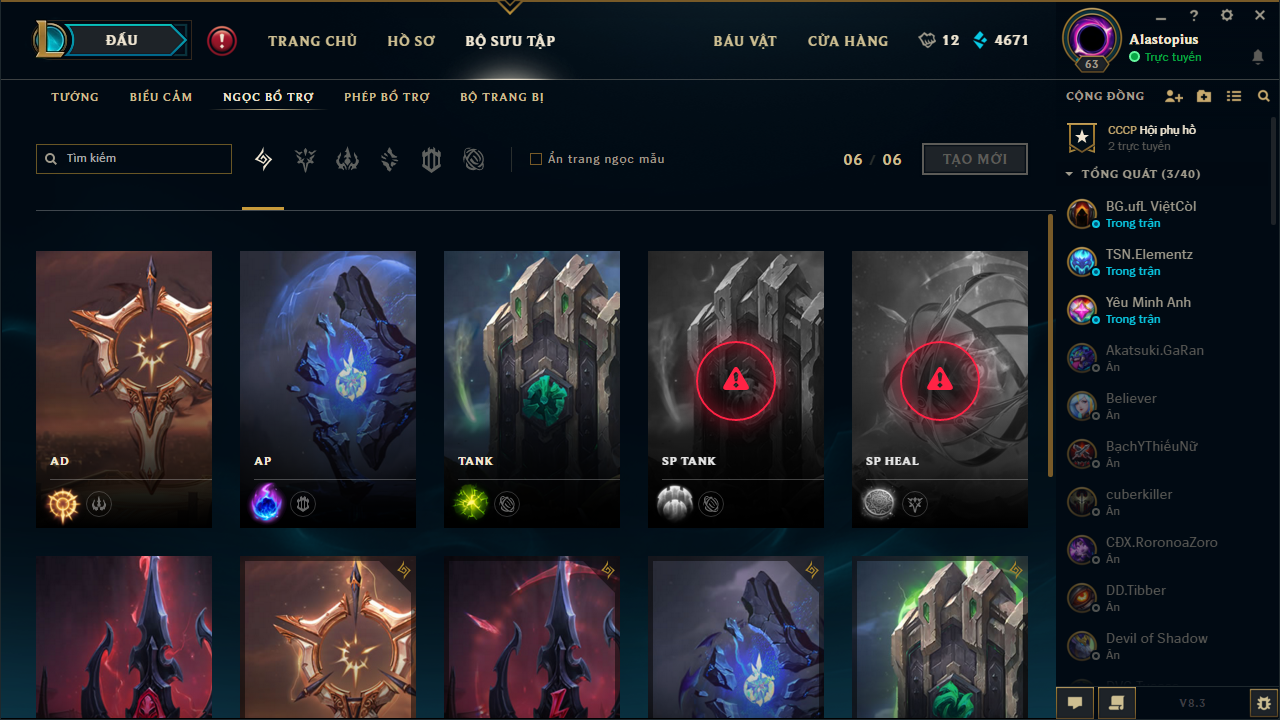 ĐẤU
TRANG CHỦ
HỒ SƠ
BỘ SƯU TẬP
BÁU VẬT
CỬA HÀNG
12
4671
63
Alastopius
Trực tuyến
TƯỚNG
BIỂU CẢM
NGỌC BỔ TRỢ
PHÉP BỔ TRỢ
BỘ TRANG BỊ
CỘNG ĐỒNG
Tìm kiếm
Ẩn trang ngọc mẫu
06 / 06
TẠO MỚI
CCCP Hội phụ hồ
2 trực tuyến
TỔNG QUÁT (3/40)
BG.ufL ViệtCòl
Trong trận
TSN.Elementz
Trong trận
Yêu Minh Anh
Trong trận
Akatsuki.GaRan
Ẩn
Believer
Ẩn
BạchYThiếuNữ
Ẩn
cuberkiller
Ẩn
CĐX.RoronoaZoro
Ẩn
DD.Tibber
Ẩn
Devil of Shadow
Ẩn
AD
AP
TANK
SP TANK
SP HEAL
V8.3